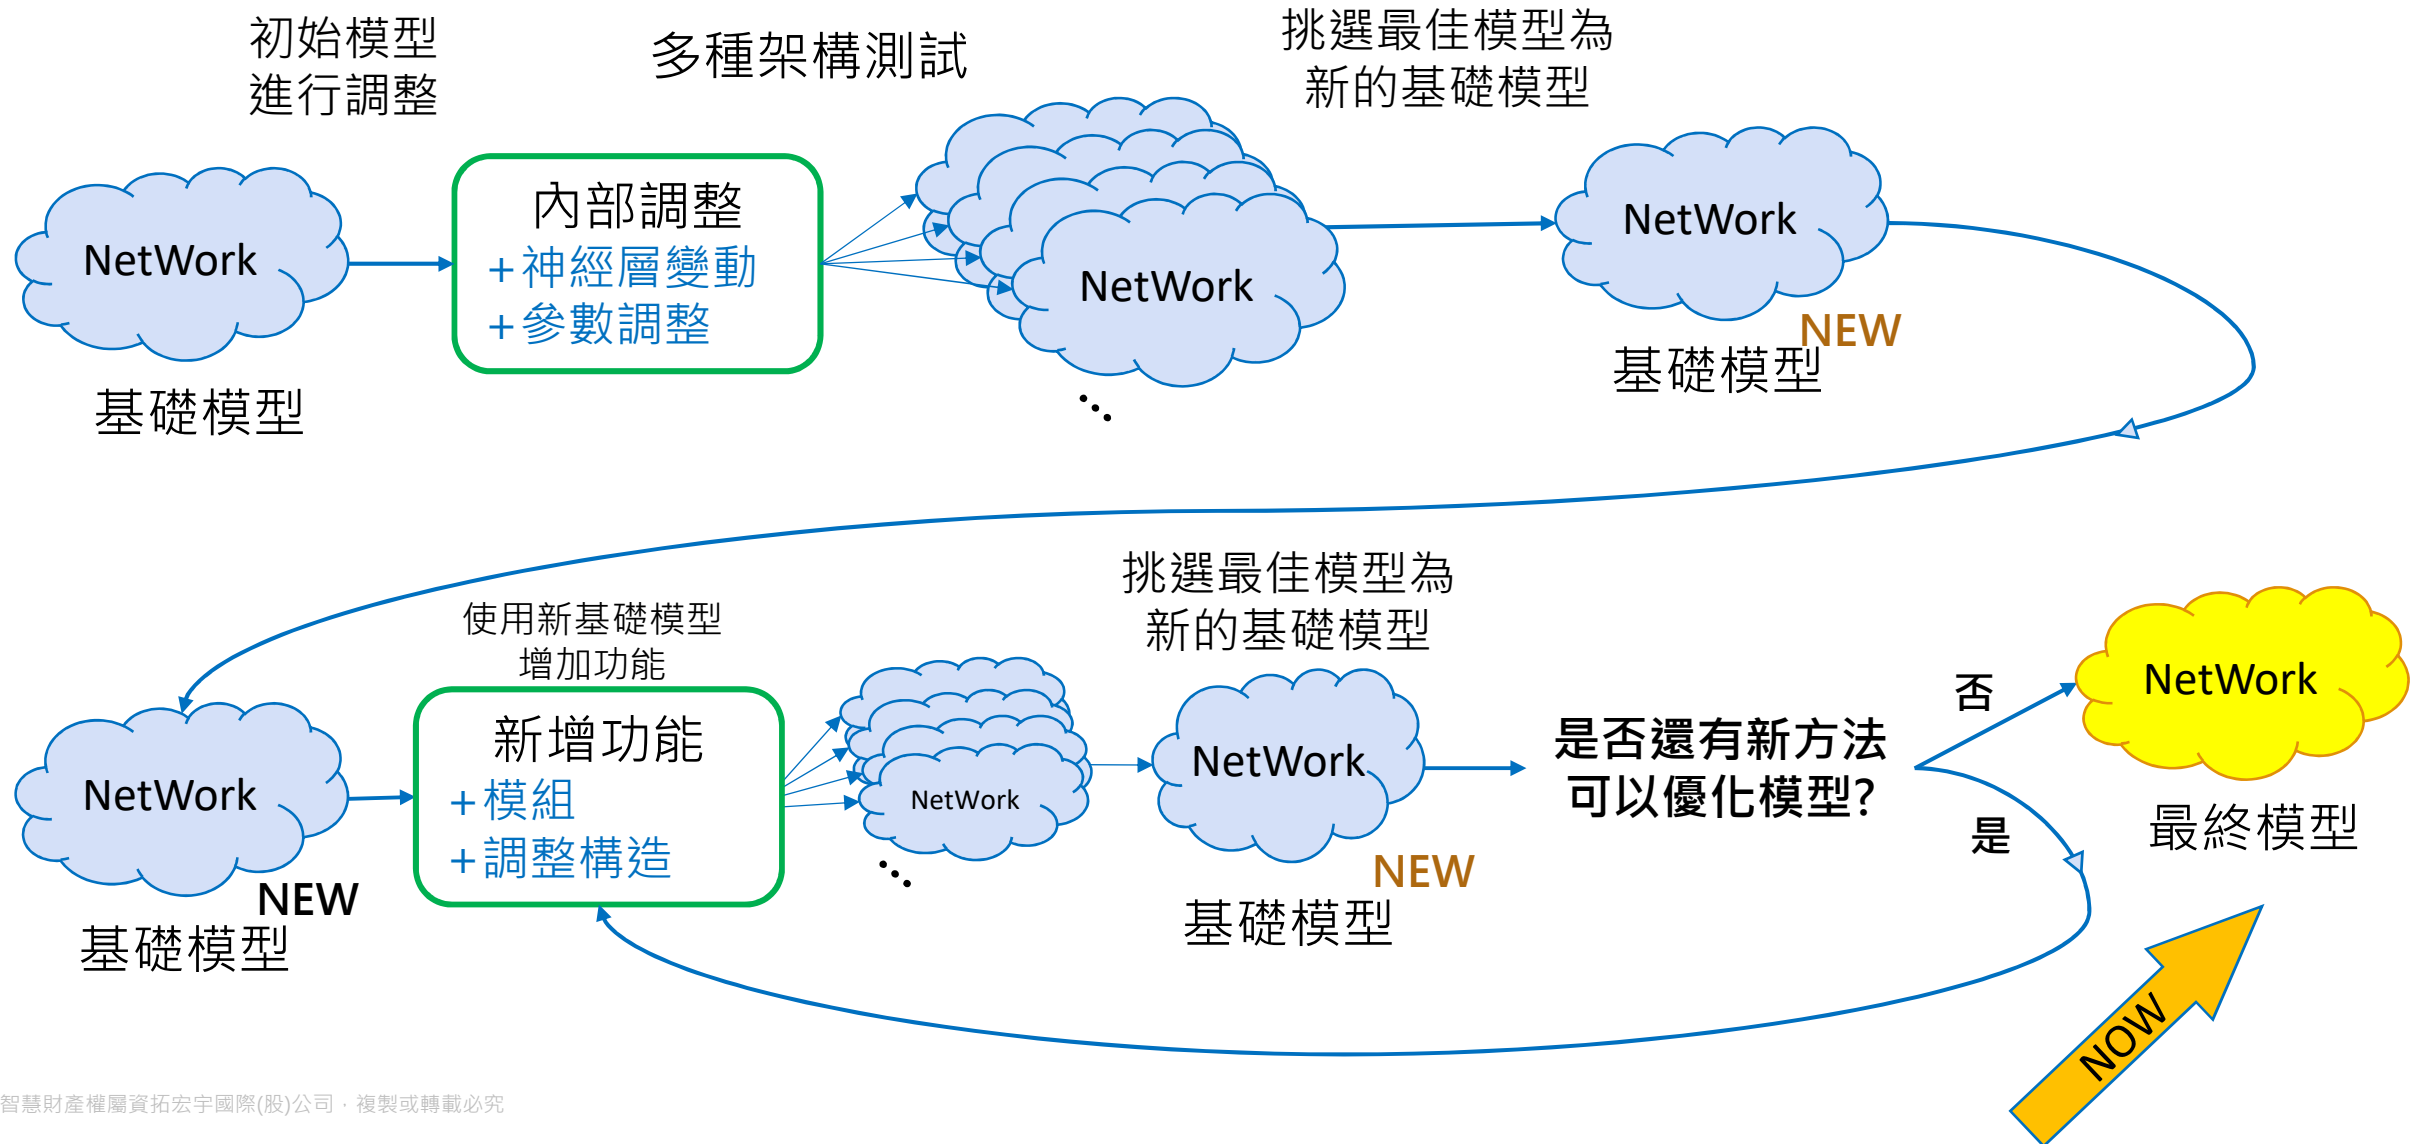 初始模型
進行調整
多種架構測試
挑選最佳模型為
新的基礎模型
NetWork
基礎模型
內部調整
+神經層變動
+參數調整
NetWork
...
NetWork
NEW
基礎模型
使用新基礎模型
增加功能
挑選最佳模型為
新的基礎模型
NetWork
NEW
基礎模型
新增功能
+模組
+調整構造
NetWork
...
NetWork
NEW
基礎模型
是否還有新方法
可以優化模型?
否
是
NetWork
最終模型
NOW
智慧財產權屬資拓宏宇國際(股)公司，複製或轉載必究